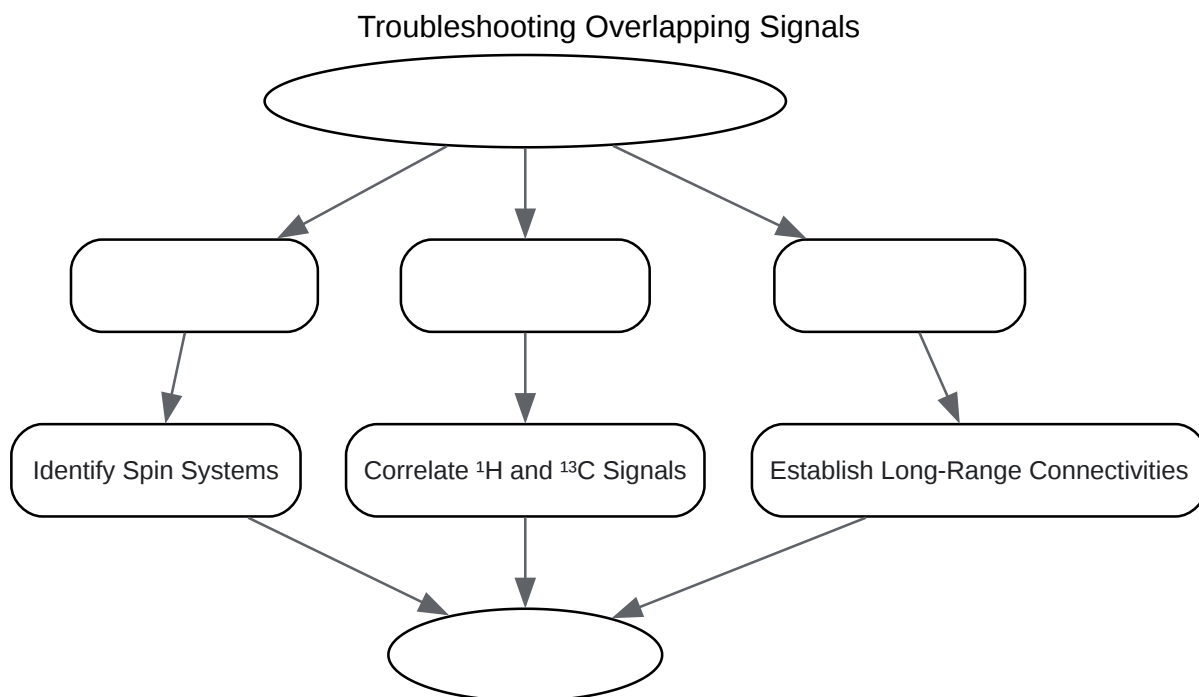 Troubleshooting Overlapping Signals
Identify Spin Systems
Correlate ¹H and ¹³C Signals
Establish Long-Range Connectivities